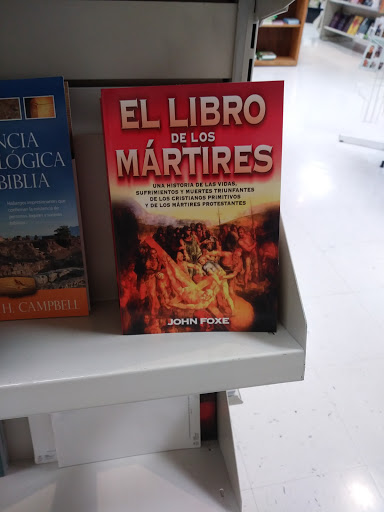 EL LIBRO
DE LOS
MÁRTIRES
UNA HISTORIA DE LAS VIDAS,
SUFRIMIENTOS Y MUERTES TRIUNFANTES
DE LOS CRISTIANOS PRIMITIVOS
Y DE LOS MÁRTIRES PROTESTANTES
JOHN FOXE
NCIA
LÓGICA
BIBLIA
H. CAMPBELL